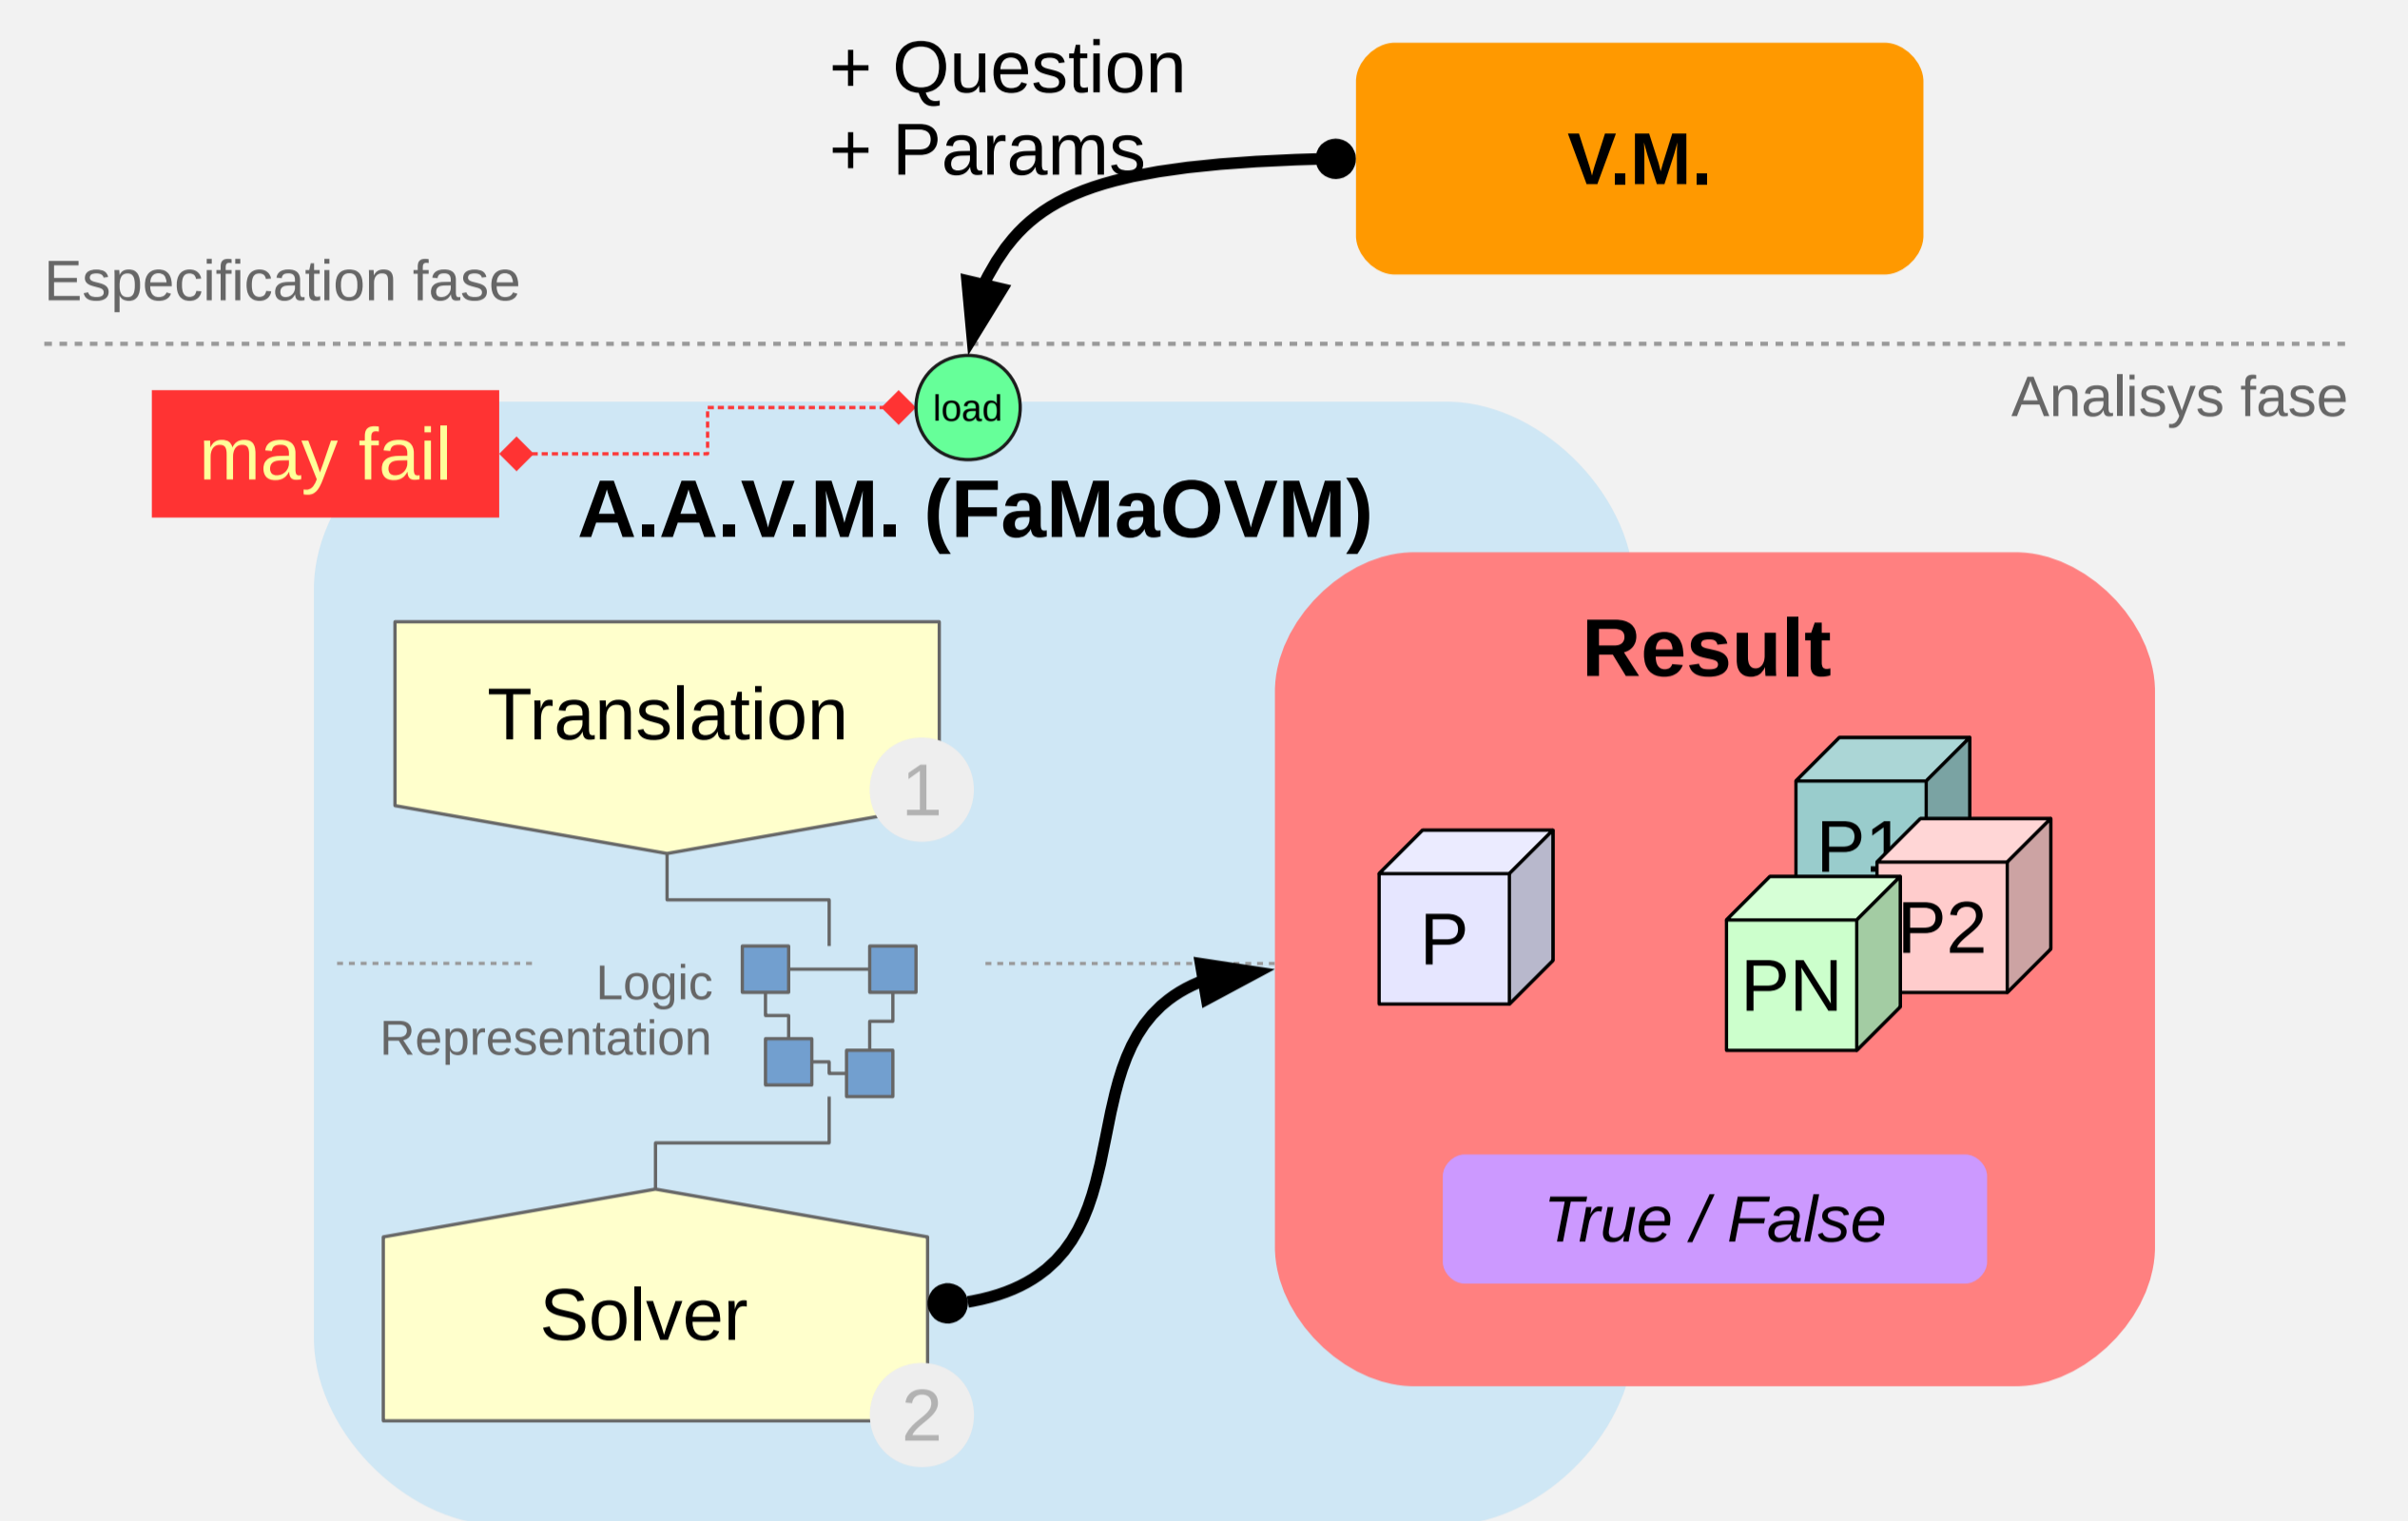 + Question
+ Params
V.M.
Especification fase
Analisys fase
load
may fail
A.A.V.M. (FaMaOVM)
Translation
1
Logic
Representation
Solver
2
Result
P
P1
P2
PN
True / False